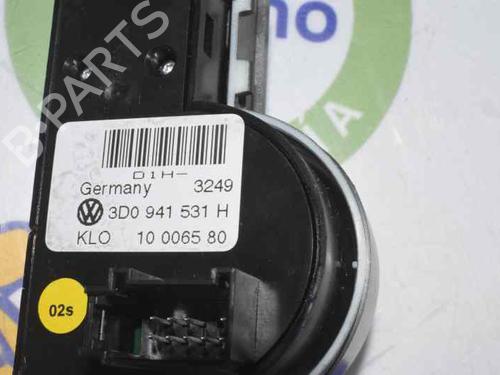 no
B-PARTS
D1H-
Germany 3249
3D0 941 531 H
KLO 10 0065 80
02s